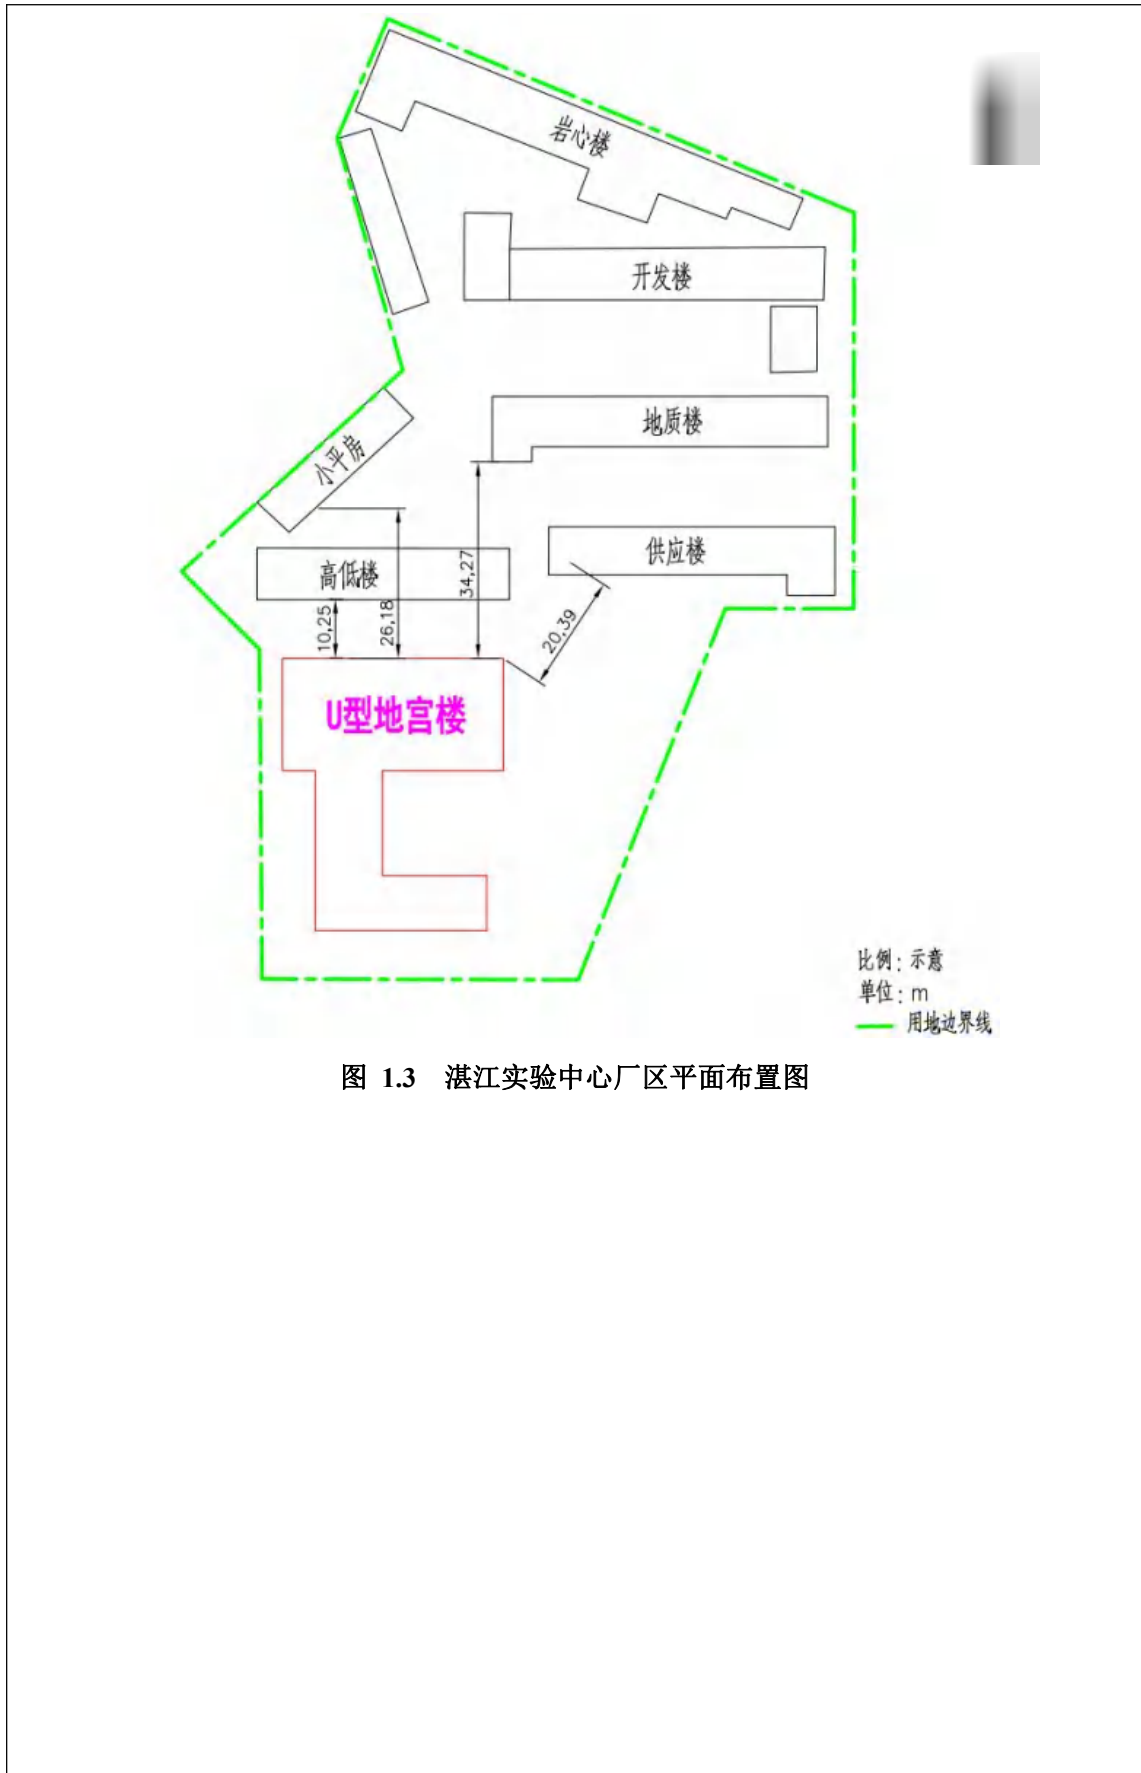 岩心楼
开发楼
地质楼
小平房
供应楼
高低楼
34,27
10,25
26,18
20,39
U型地宫楼
比例：示意
单位：m
用地边界线
图 1.3 湛江实验中心厂区平面布置图